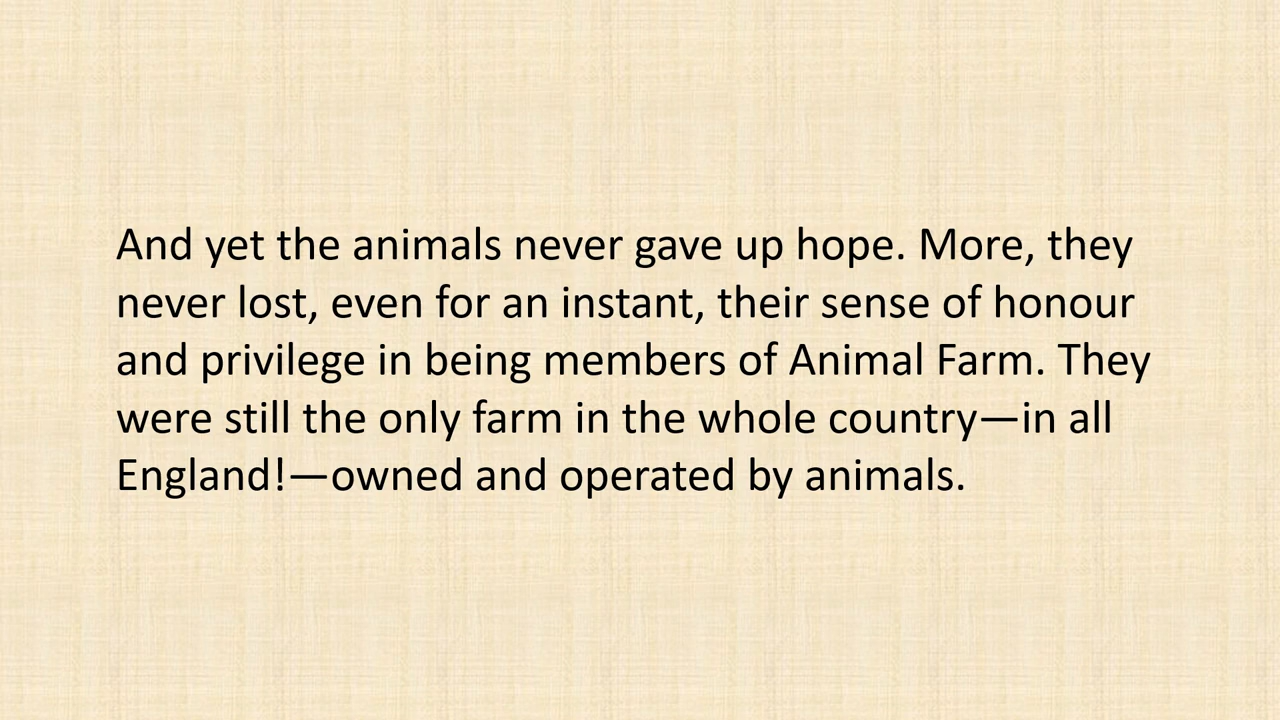 And yet the animals never gave up hope. More, they
never lost, even for an instant, their sense of honour
and privilege in being members of Animal Farm. They
were still the only farm in the whole country—in all
England!—owned and operated by animals.